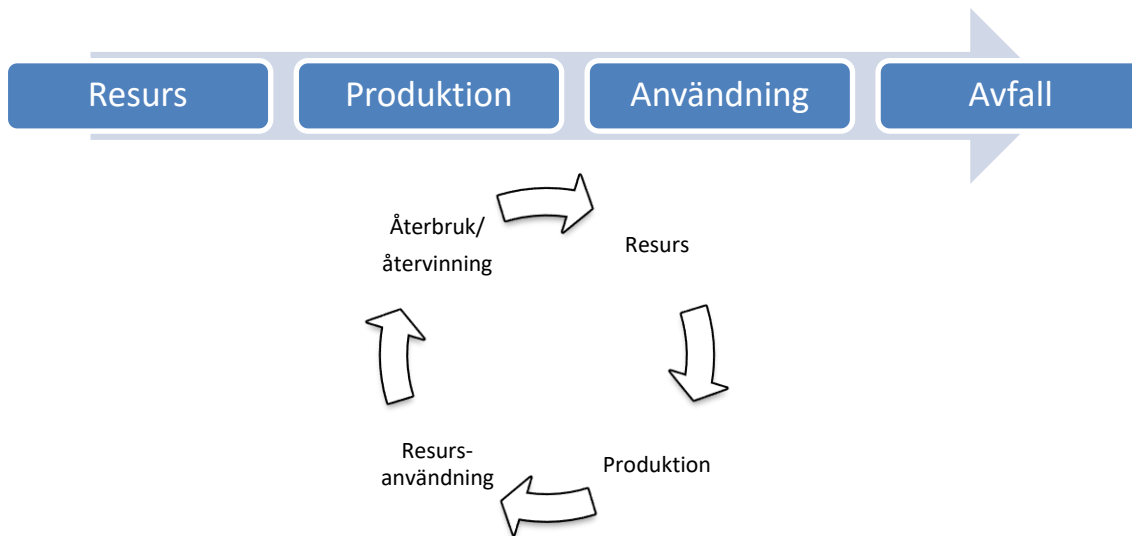 Resurs
Produktion
Användning
Avfall
Återbruk/
återvinning
Resurs
Produktion
Resurs-
användning